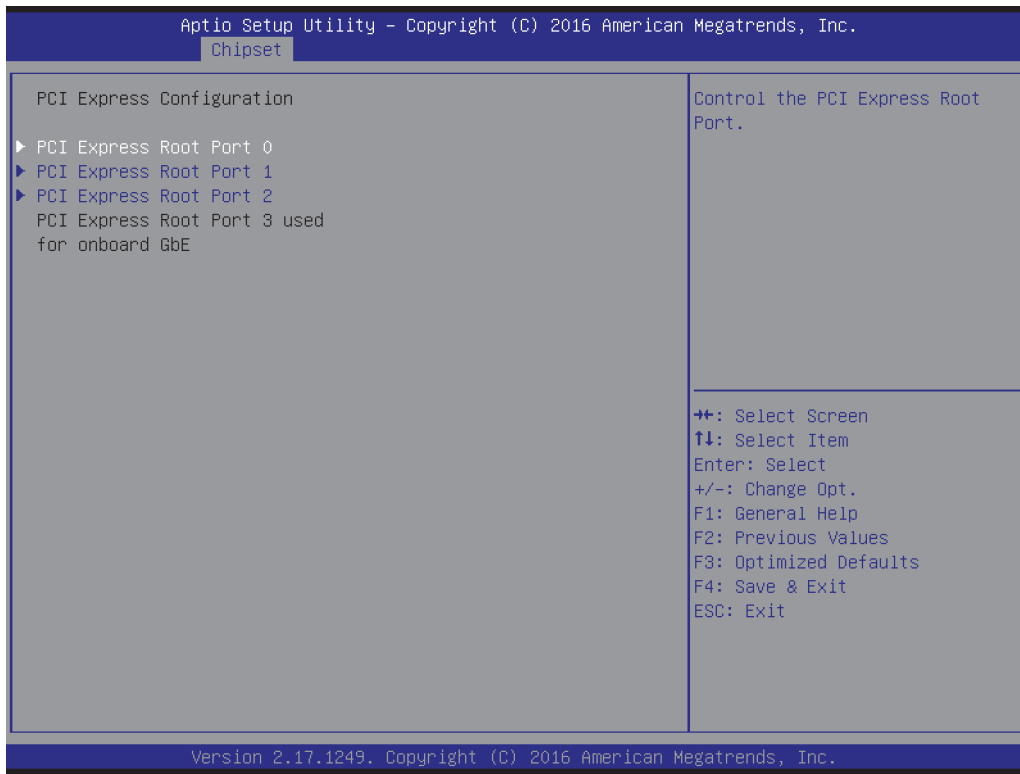 Aptio Setup Utility – Copyright (C) 2016 American Megatrends, Inc.
Chipset
PCI Express Configuration
PCI Express Root Port 0
PCI Express Root Port 1
PCI Express Root Port 2
PCI Express Root Port 3 used
for onboard GbE
Control the PCI Express Root
Port.
→←: Select Screen
↑↓: Select Item
Enter: Select
+/-: Change Opt.
F1: General Help
F2: Previous Values
F3: Optimized Defaults
F4: Save & Exit
ESC: Exit
Version 2.17.1249. Copyright (C) 2016 American Megatrends, Inc.